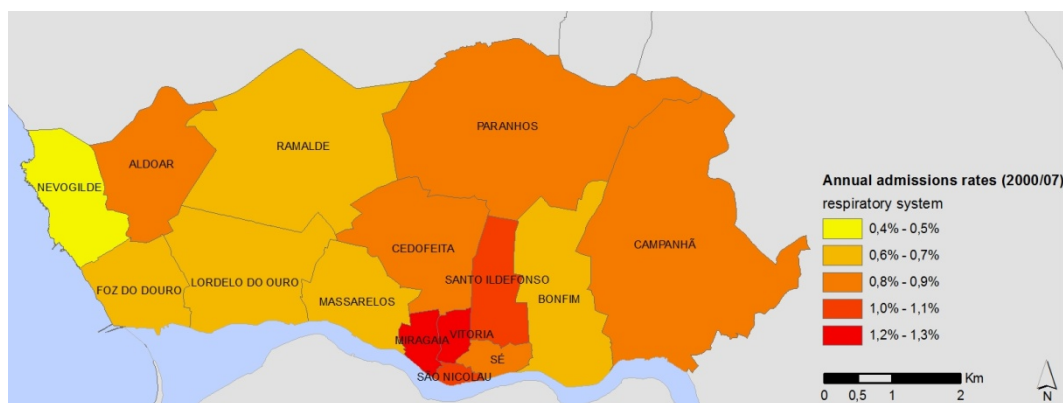 PARANHOS
RAMALDE
ALDOAR
NEVOGILDE
CEDOFEITA
CAMPANHÃ
SANTO ILDEFONSO
FOZ DO DOURO
LORDELO DO OURO
MASSARELOS
BONFIM
MIRAGAIA
VITORIA
SÉ
SAO NICOLAU
Annual admissions rates (2000/07)
respiratory system
0,4% - 0,5%
0,6% - 0,7%
0,8% - 0,9%
1,0% - 1,1%
1,2% - 1,3%
Km
0 0,5 1 2
N